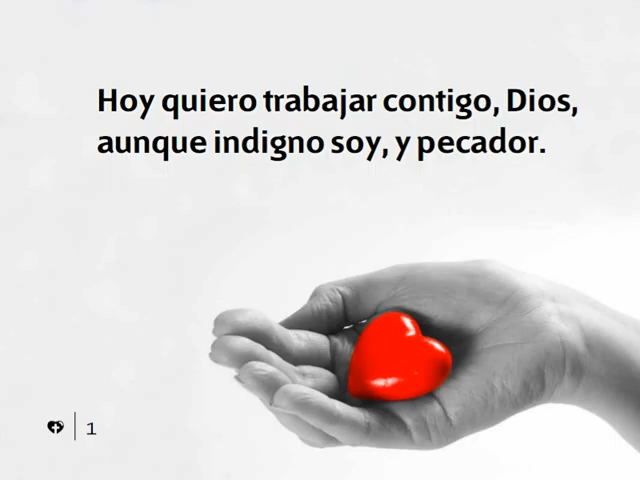 Hoy quiero trabajar contigo, Dios,
aunque indigno soy, y pecador.
1